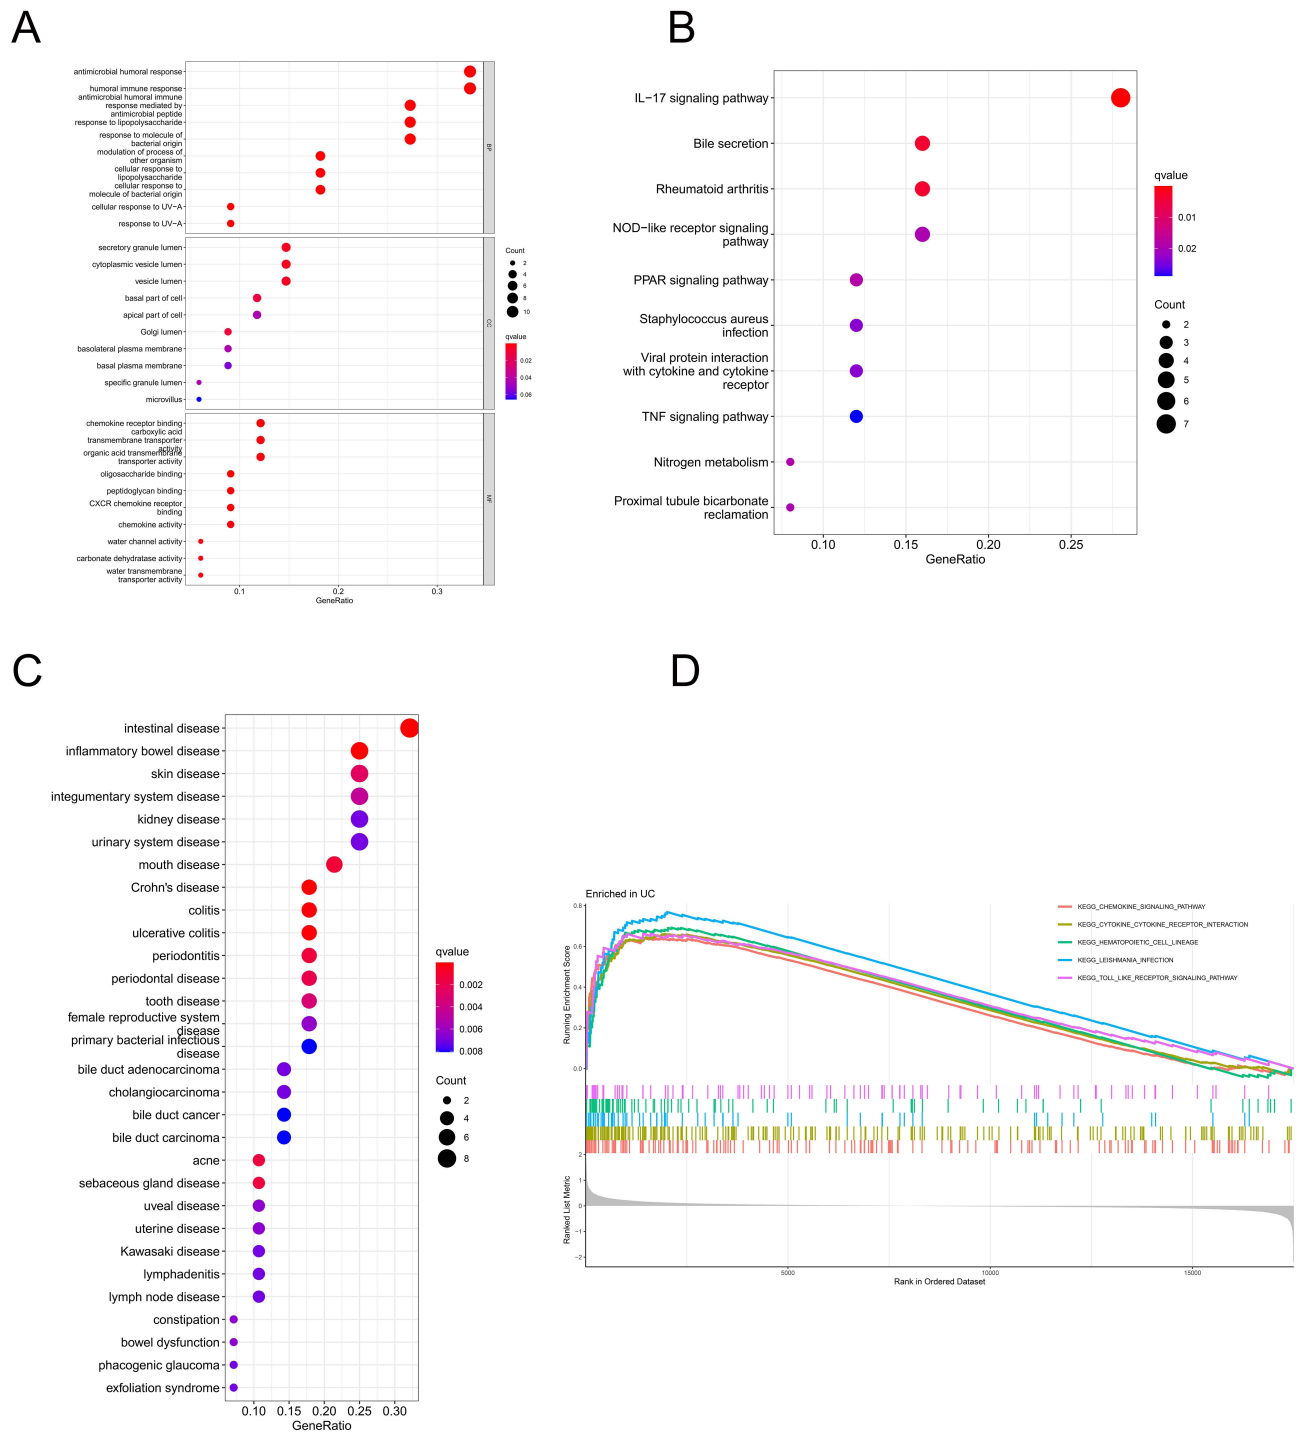 A
antimicrobial humoral response
humoral immune response
antimicrobial humoral immune
response mediated by
antimicrobial peptide
response to lipopolysaccharide
response to molecule of
bacterial origin
modulation of process of
other organism
cellular response to
lipopolysaccharide
cellular response to
molecule of bacterial origin
cellular response to UV−A
response to UV−A
BP
secretory granule lumen
cytoplasmic vesicle lumen
vesicle lumen
basal part of cell
apical part of cell
Golgi lumen
basolateral plasma membrane
basal plasma membrane
specific granule lumen
microvillus
CC
chemokine receptor binding
carboxylic acid
transmembrane transporter
activity
organic acid transmembrane
transporter activity
oligosaccharide binding
peptidoglycan binding
CXCR chemokine receptor
binding
chemokine activity
water channel activity
carbonate dehydratase activity
water transmembrane
transporter activity
MF
0.1 0.2 0.3
GeneRatio
Count
2
4
6
8
10
qvalue
0.02
0.04
0.06
B
IL−17 signaling pathway
Bile secretion
Rheumatoid arthritis
NOD−like receptor signaling
pathway
PPAR signaling pathway
Staphylococcus aureus
infection
Viral protein interaction
with cytokine and cytokine
receptor
TNF signaling pathway
Nitrogen metabolism
Proximal tubule bicarbonate
reclamation
0.10 0.15 0.20 0.25
GeneRatio
qvalue
0.01
0.02
Count
2
3
4
5
6
7
C
intestinal disease
inflammatory bowel disease
skin disease
integumentary system disease
kidney disease
urinary system disease
mouth disease
Crohn's disease
colitis
ulcerative colitis
periodontitis
periodontal disease
tooth disease
female reproductive system
disease
primary bacterial infectious
disease
bile duct adenocarcinoma
cholangiocarcinoma
bile duct cancer
bile duct carcinoma
acne
sebaceous gland disease
uveal disease
uterine disease
Kawasaki disease
lymphadenitis
lymph node disease
constipation
bowel dysfunction
phacogenic glaucoma
exfoliation syndrome
0.10 0.15 0.20 0.25 0.30
GeneRatio
qvalue
0.002
0.004
0.006
0.008
Count
2
4
6
8
D
Enriched in UC
Running Enrichment Score
0.8
0.6
0.4
0.2
0.0
KEGG_CHEMOKINE_SIGNALING_PATHWAY
KEGG_CYTOKINE_CYTOKINE_RECEPTOR_INTERACTION
KEGG_HEMATOPOIETIC_CELL_LINEAGE
KEGG_LEISHMANIA_INFECTION
KEGG_TOLL_LIKE_RECEPTOR_SIGNALING_PATHWAY
Ranked List Metric
2
1
0
−1
−2
5000 10000 15000
Rank in Ordered Dataset